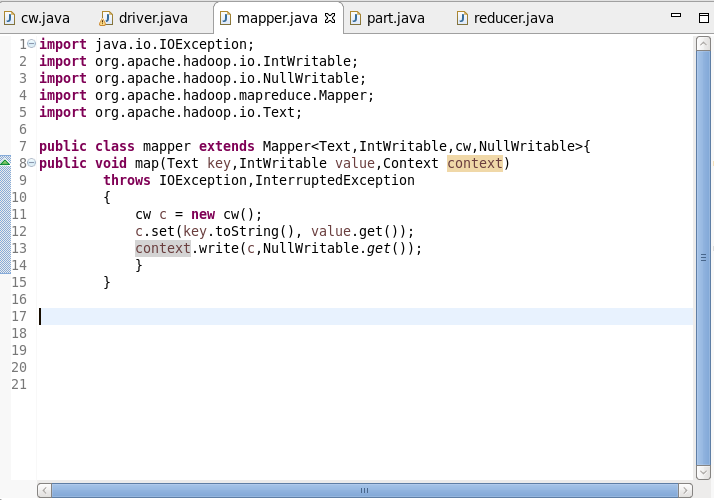 cw.java driver.java mapper.java part.java reducer.java
1 import java.io.IOException;
2 import org.apache.hadoop.io.IntWritable;
3 import org.apache.hadoop.io.NullWritable;
4 import org.apache.hadoop.mapreduce.Mapper;
5 import org.apache.hadoop.io.Text;
6
7 public class mapper extends Mapper<Text,IntWritable,cw,NullWritable>{
8 public void map(Text key,IntWritable value,Context context)
9         throws IOException,InterruptedException
10         {
11             cw c = new cw();
12             c.set(key.toString(), value.get());
13             context.write(c,NullWritable.get());
14             }
15         }
16
17
18
19
20
21